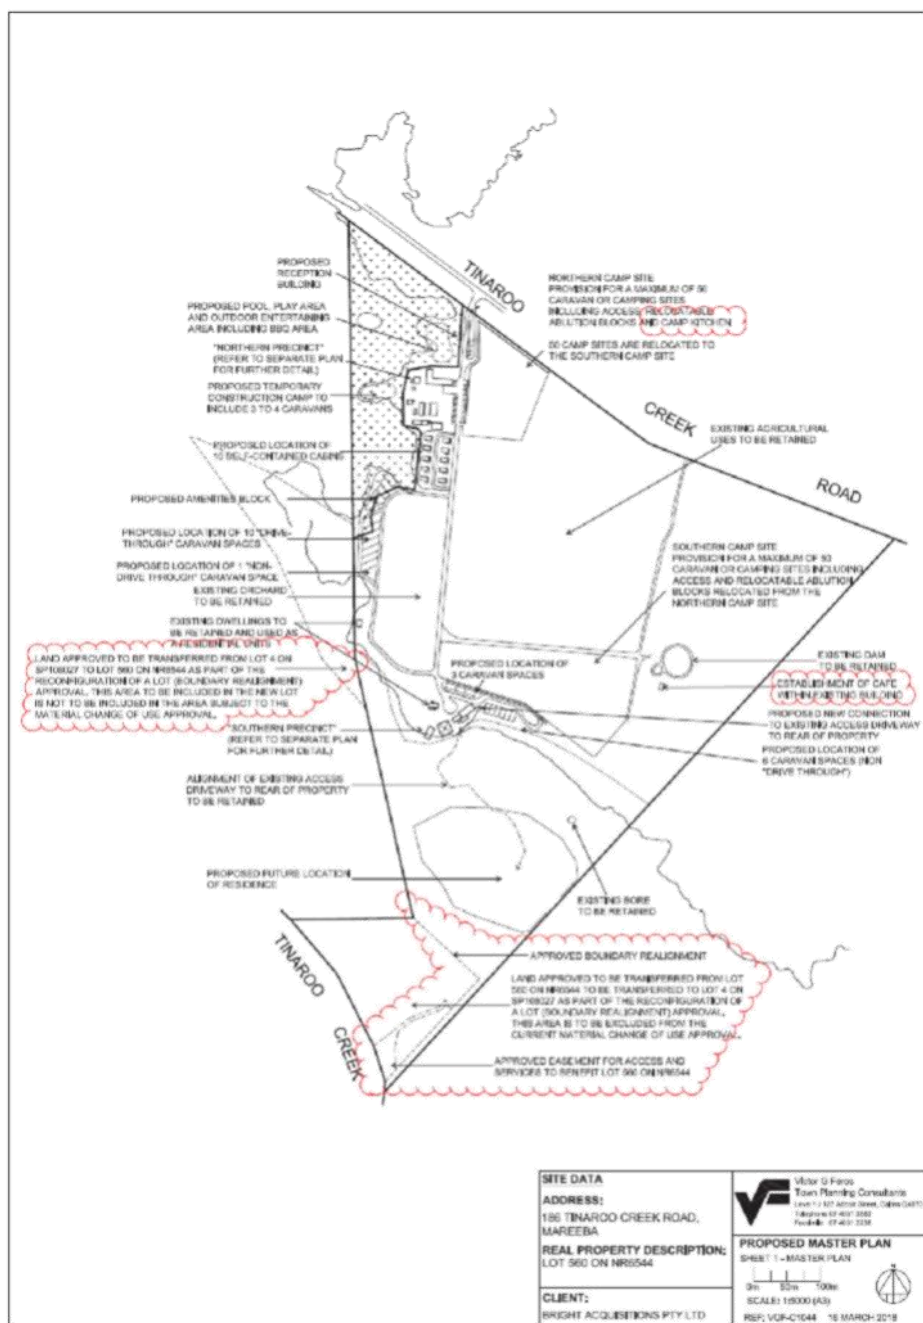 TINAROO
CREEK
ROAD
PROPOSED
RECEPTION
BUILDING
PROPOSED POOL, PLAY AREA
AND OUTDOOR ENTERTAINING
AREA INCLUDING BBQ AREA
"NORTHERN PRECINCT"
(REFER TO SEPARATE PLAN
FOR FURTHER DETAIL)
PROPOSED TEMPORARY
CONSTRUCTION CAMP TO
INCLUDE 3 TO 4 CARAVANS
PROPOSED LOCATION OF
10 SELF-CONTAINED CABINS
PROPOSED AMENITIES BLOCK
PROPOSED LOCATION OF 10 "DRIVE-
THROUGH" CARAVAN SPACES
PROPOSED LOCATION OF 1 "NON-
DRIVE THROUGH" CARAVAN SPACE
EXISTING ORCHARD
TO BE RETAINED
EXISTING DWELLINGS TO
BE RETAINED AND USED AS
RESIDENTIAL UNITS
LAND APPROVED TO BE TRANSFERRED FROM LOT 4 ON
SP108027 TO LOT 560 ON NR6544 AS PART OF THE
RECONFIGURATION OF A LOT (BOUNDARY REALIGNMENT)
APPROVAL. THIS AREA TO BE INCLUDED IN THE NEW LOT
IS NOT TO BE INCLUDED IN THE AREA SUBJECT TO THE
MATERIAL CHANGE OF USE APPROVAL.
"SOUTHERN PRECINCT"
(REFER TO SEPARATE PLAN
FOR FURTHER DETAIL)
ALIGNMENT OF EXISTING ACCESS
DRIVEWAY TO REAR OF PROPERTY
TO BE RETAINED
PROPOSED FUTURE LOCATION
OF RESIDENCE
NORTHERN CAMP SITE
PROVISION FOR A MAXIMUM OF 50
CARAVAN OR CAMPING SITES
INCLUDING ACCESS, RELOCATABLE
ABLUTION BLOCKS AND CAMP KITCHEN
50 CAMP SITES ARE RELOCATED TO
THE SOUTHERN CAMP SITE
EXISTING AGRICULTURAL
USES TO BE RETAINED
SOUTHERN CAMP SITE
PROVISION FOR A MAXIMUM OF 50
CARAVAN OR CAMPING SITES INCLUDING
ACCESS AND RELOCATABLE ABLUTION
BLOCKS RELOCATED FROM THE
NORTHERN CAMP SITE
PROPOSED LOCATION OF
3 CARAVAN SPACES
EXISTING DAM
TO BE RETAINED
ESTABLISHMENT OF CAFE
WITHIN EXISTING BUILDING
PROPOSED NEW CONNECTION
TO EXISTING ACCESS DRIVEWAY
TO REAR OF PROPERTY
PROPOSED LOCATION OF
6 CARAVAN SPACES (NON
"DRIVE THROUGH")
EXISTING BORE
TO BE RETAINED
TINAROO
CREEK
APPROVED BOUNDARY REALIGNMENT
LAND APPROVED TO BE TRANSFERRED FROM LOT
560 ON NR6544 TO BE TRANSFERRED TO LOT 4 ON
SP108027 AS PART OF THE RECONFIGURATION OF
A LOT (BOUNDARY REALIGNMENT) APPROVAL.
THIS AREA IS TO BE EXCLUDED FROM THE
CURRENT MATERIAL CHANGE OF USE APPROVAL.
APPROVED EASEMENT FOR ACCESS AND
SERVICES TO BENEFIT LOT 560 ON NR6544
SITE DATA
ADDRESS:
186 TINAROO CREEK ROAD,
MAREEBA
REAL PROPERTY DESCRIPTION:
LOT 560 ON NR6544
CLIENT:
BRIGHT ACQUISITIONS PTY LTD
Victor G Feros
Town Planning Consultants
PROPOSED MASTER PLAN
SHEET 1 - MASTER PLAN
0m 50m 100m
SCALE: 1:5000 (A3)
REF: VGF-C1044 16 MARCH 2018